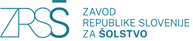 ZRSŠ
ZAVOD
REPUBLIKE SLOVENIJE
ZA ŠOLSTVO